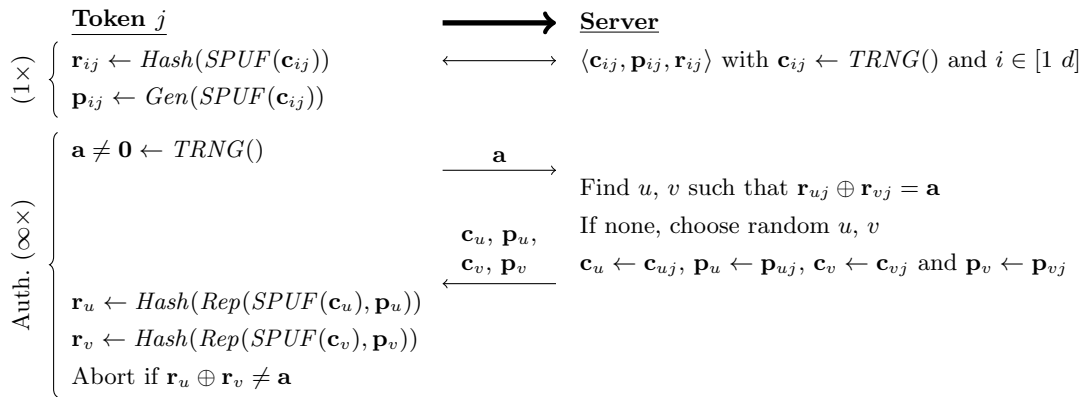 Token j Server
(1×) r_ij ← Hash(SPUF(c_ij)) ⟨c_ij, p_ij, r_ij⟩ with c_ij ← TRNG() and i ∈ [1 d]
p_ij ← Gen(SPUF(c_ij))
Auth. (∞×) a ≠ 0 ← TRNG() a
Find u, v such that r_uj ⊕ r_vj = a
If none, choose random u, v
c_u, p_u,
c_v, p_v c_u ← c_uj, p_u ← p_uj, c_v ← c_vj and p_v ← p_vj
r_u ← Hash(Rep(SPUF(c_u), p_u))
r_v ← Hash(Rep(SPUF(c_v), p_v))
Abort if r_u ⊕ r_v ≠ a